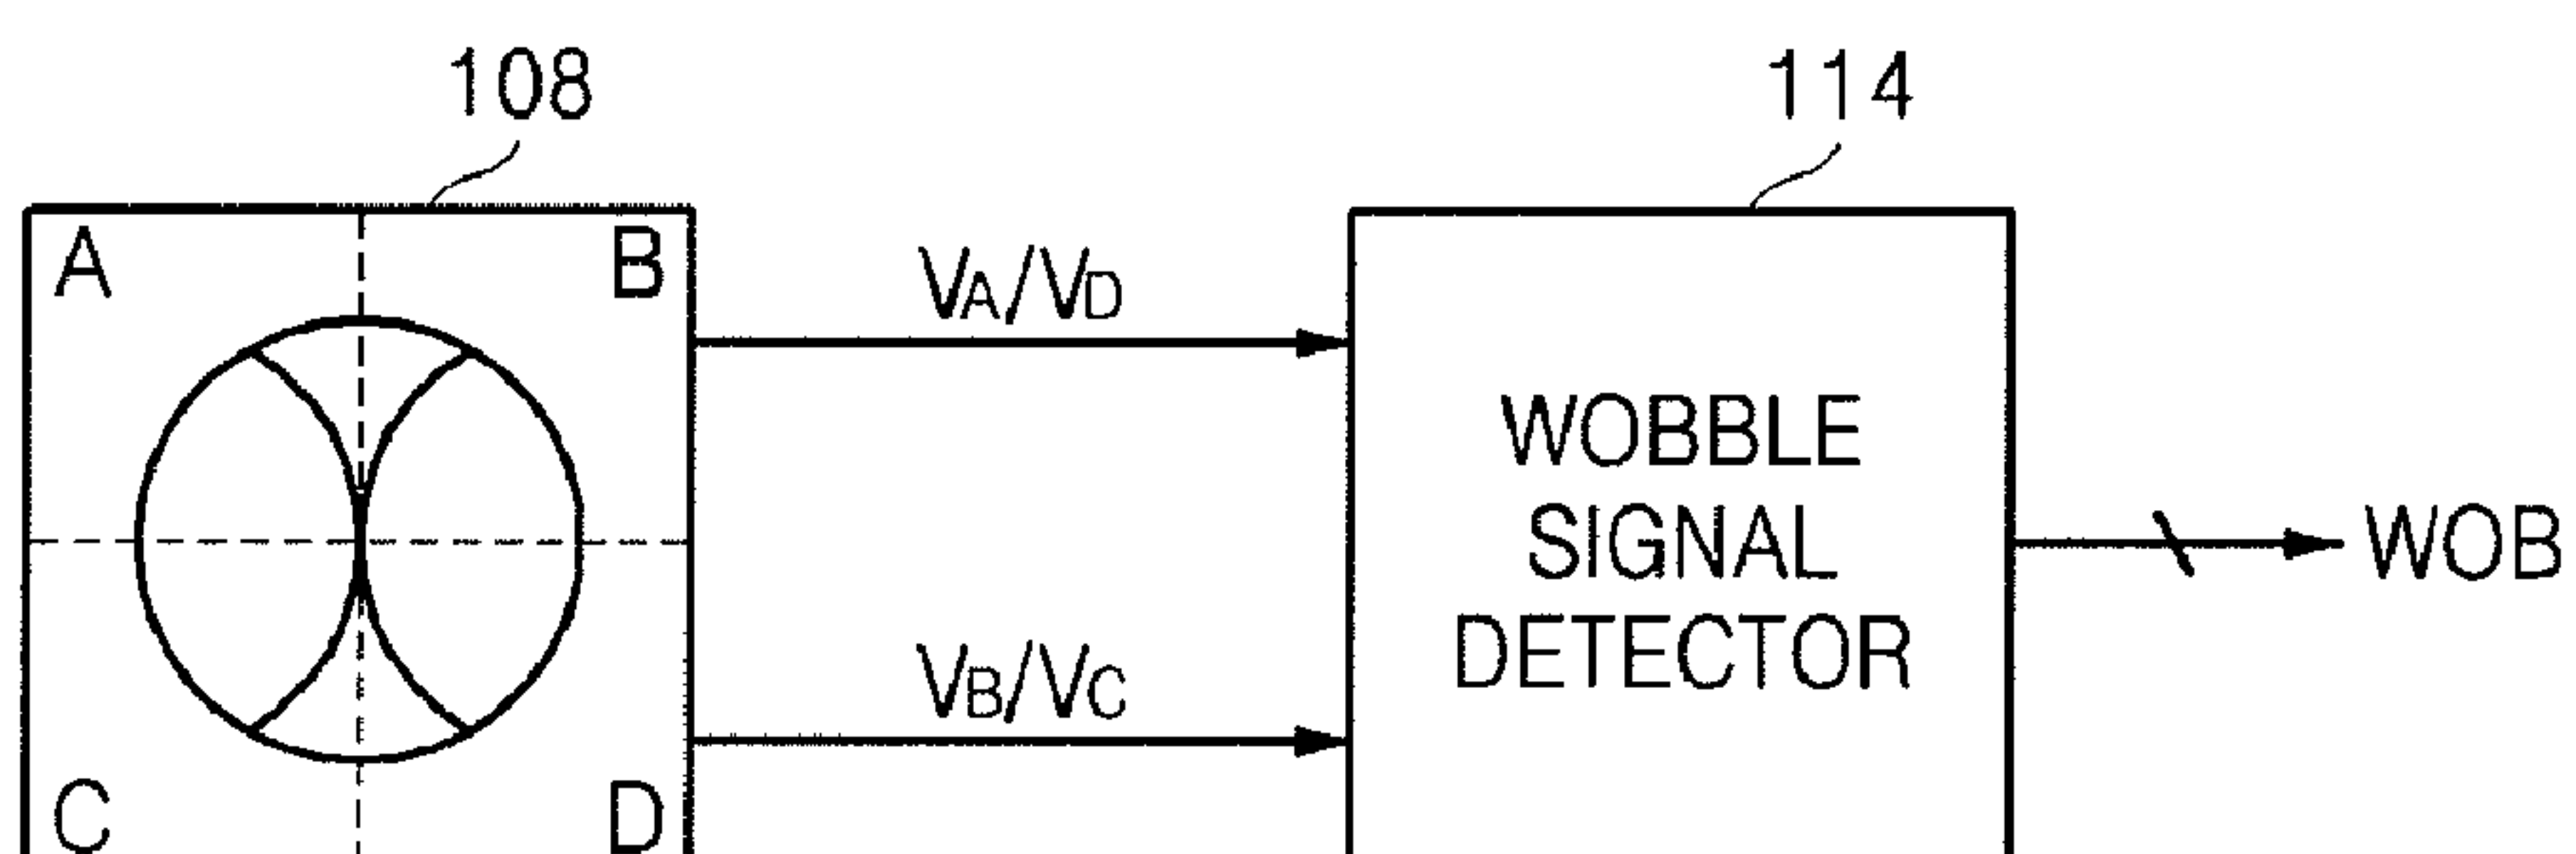 108
114
A
B
VA/VD
WOBBLE
SIGNAL
DETECTOR
WOB
VB/VC
C
D